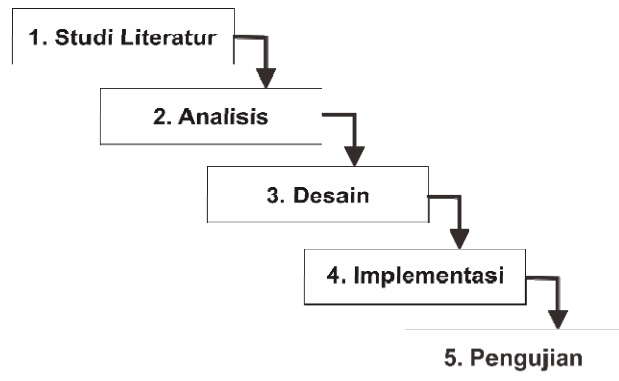 1. Studi Literatur
2. Analisis
3. Desain
4. Implementasi
5. Pengujian